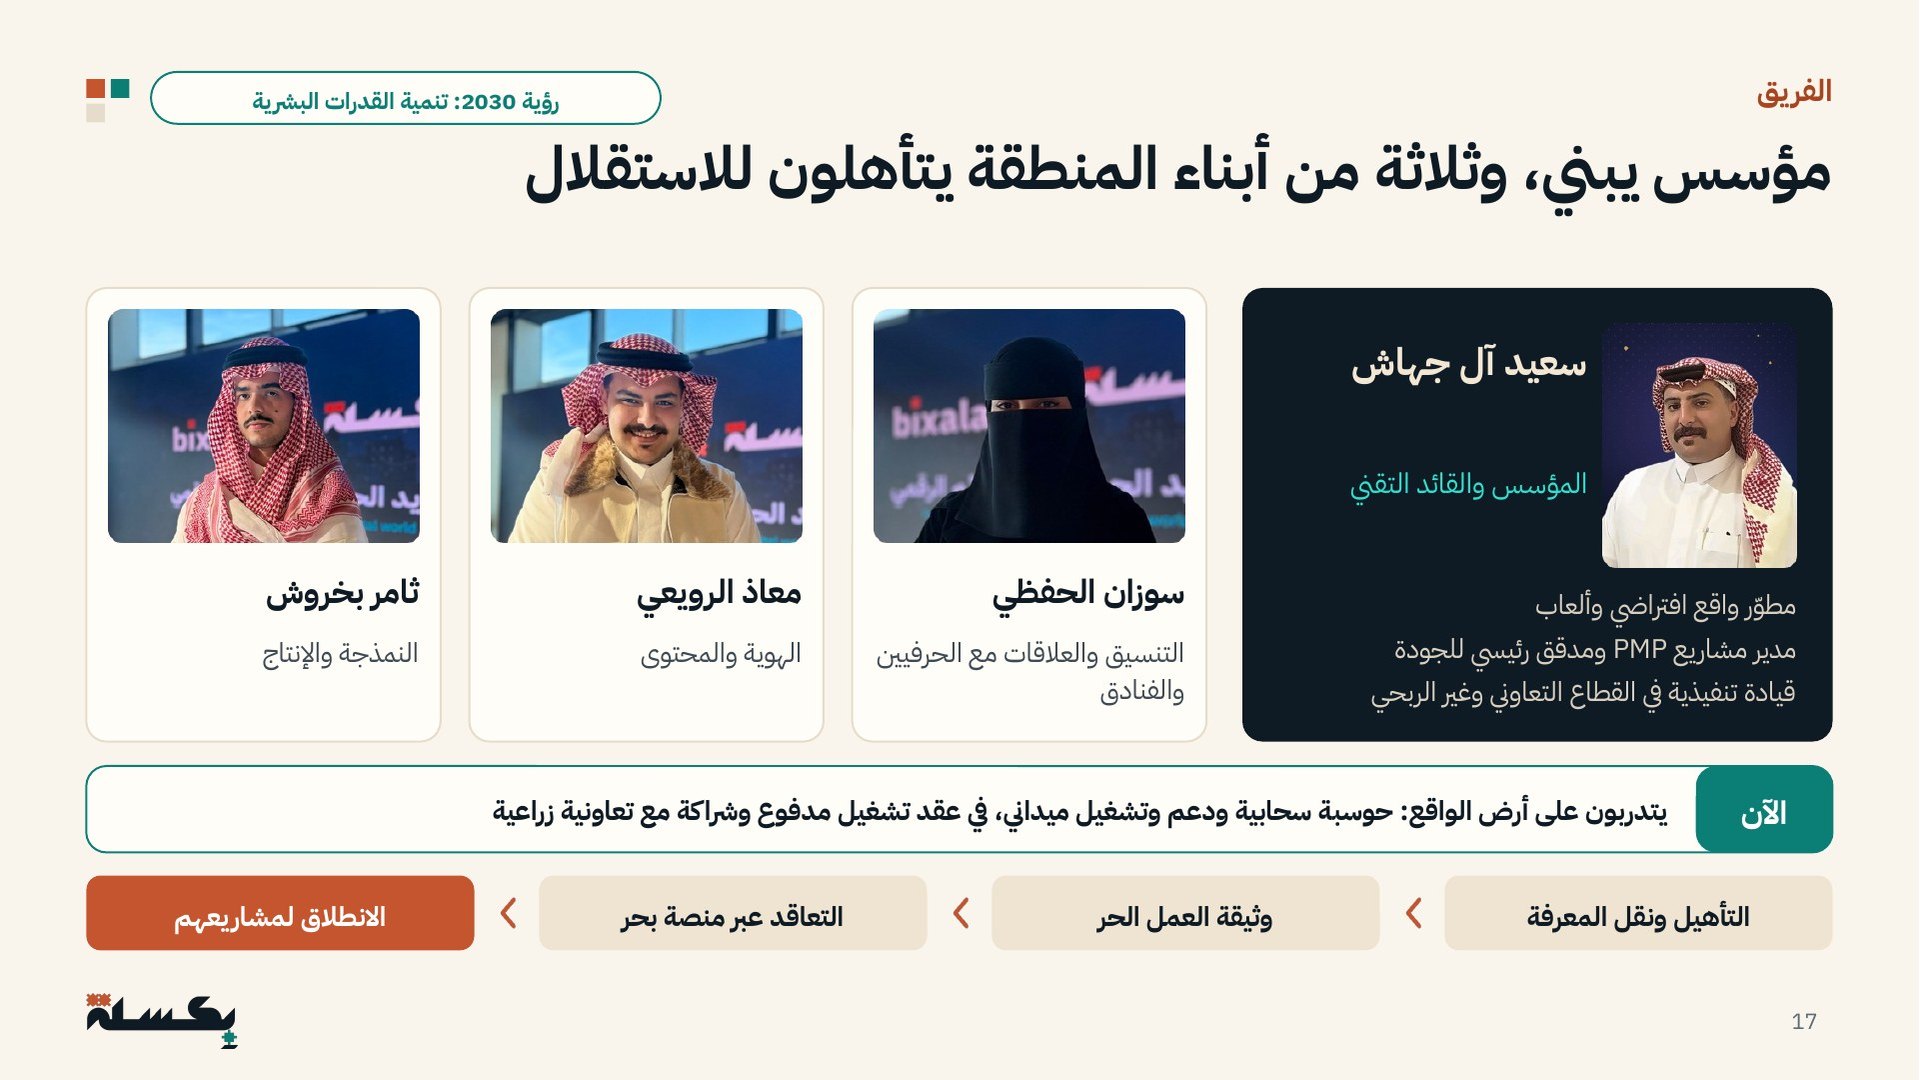 الفريق
رؤية 2030: تنمية القدرات البشرية
مؤسس يبني، وثلاثة من أبناء المنطقة يتأهلون للاستقلال
سعيد آل جهاش
المؤسس والقائد التقني
مطوّر واقع افتراضي وألعاب
مدير مشاريع PMP ومدقق رئيسي للجودة
قيادة تنفيذية في القطاع التعاوني وغير الربحي
bixala
سوزان الحفظي
التنسيق والعلاقات مع الحرفيين
والفنادق
معاذ الرويعي
الهوية والمحتوى
bix
world
ثامر بخروش
النمذجة والإنتاج
الآن
يتدربون على أرض الواقع: حوسبة سحابية ودعم وتشغيل ميداني، في عقد تشغيل مدفوع وشراكة مع تعاونية زراعية
التأهيل ونقل المعرفة
وثيقة العمل الحر
التعاقد عبر منصة بحر
الانطلاق لمشاريعهم
بكسلة
17